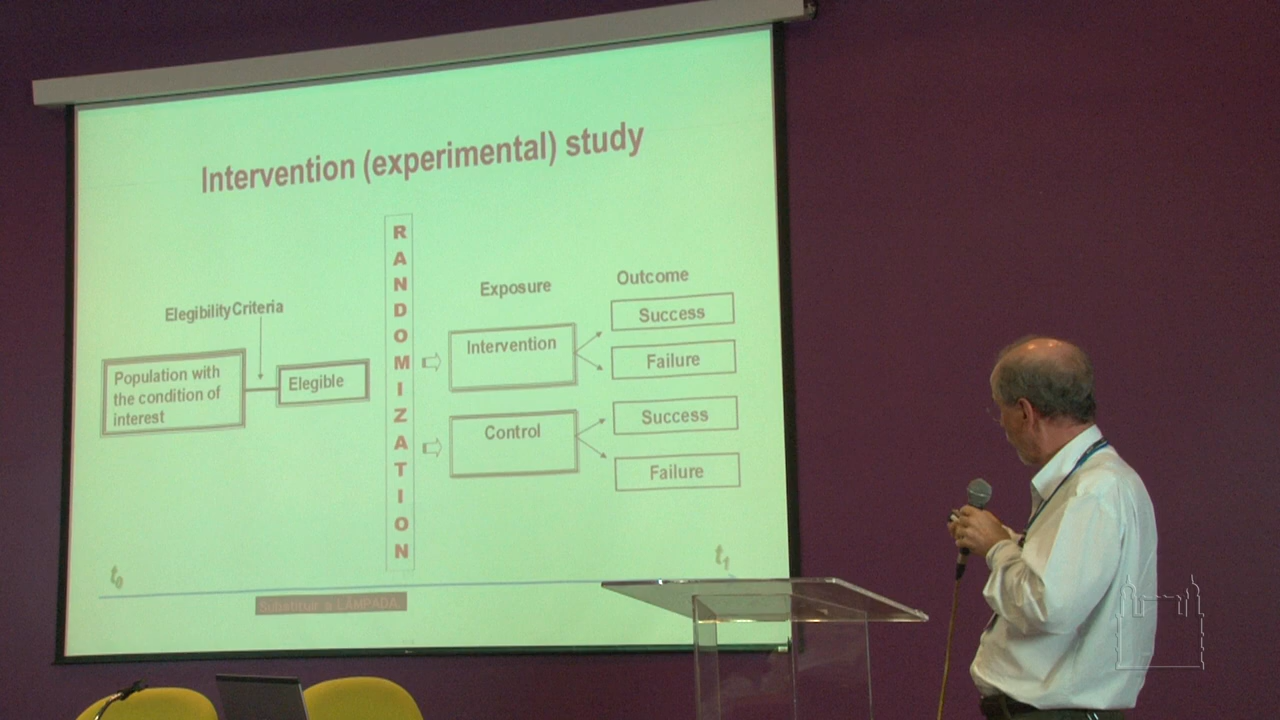 Intervention (experimental) study
RANDOMIZATION
Elegibility Criteria
Population with
the condition of
interest
Elegible
Exposure
Outcome
Intervention
Success
Failure
Control
Success
Failure
t0
t1
Substituir a LÂMPADA.